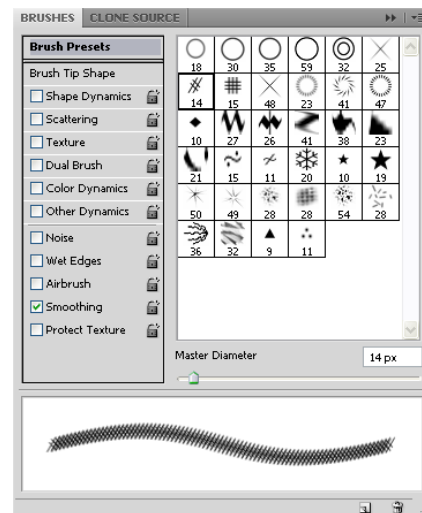 BRUSHES CLONE SOURCE
Brush Presets
Brush Tip Shape
Shape Dynamics
Scattering
Texture
Dual Brush
Color Dynamics
Other Dynamics
Noise
Wet Edges
Airbrush
Smoothing
Protect Texture
18 30 35 59 32 25
14 15 48 23 41 47
10 27 26 41 38 23
21 15 11 20 10 19
50 49 28 28 54 28
36 32 9 11
Master Diameter 14 px